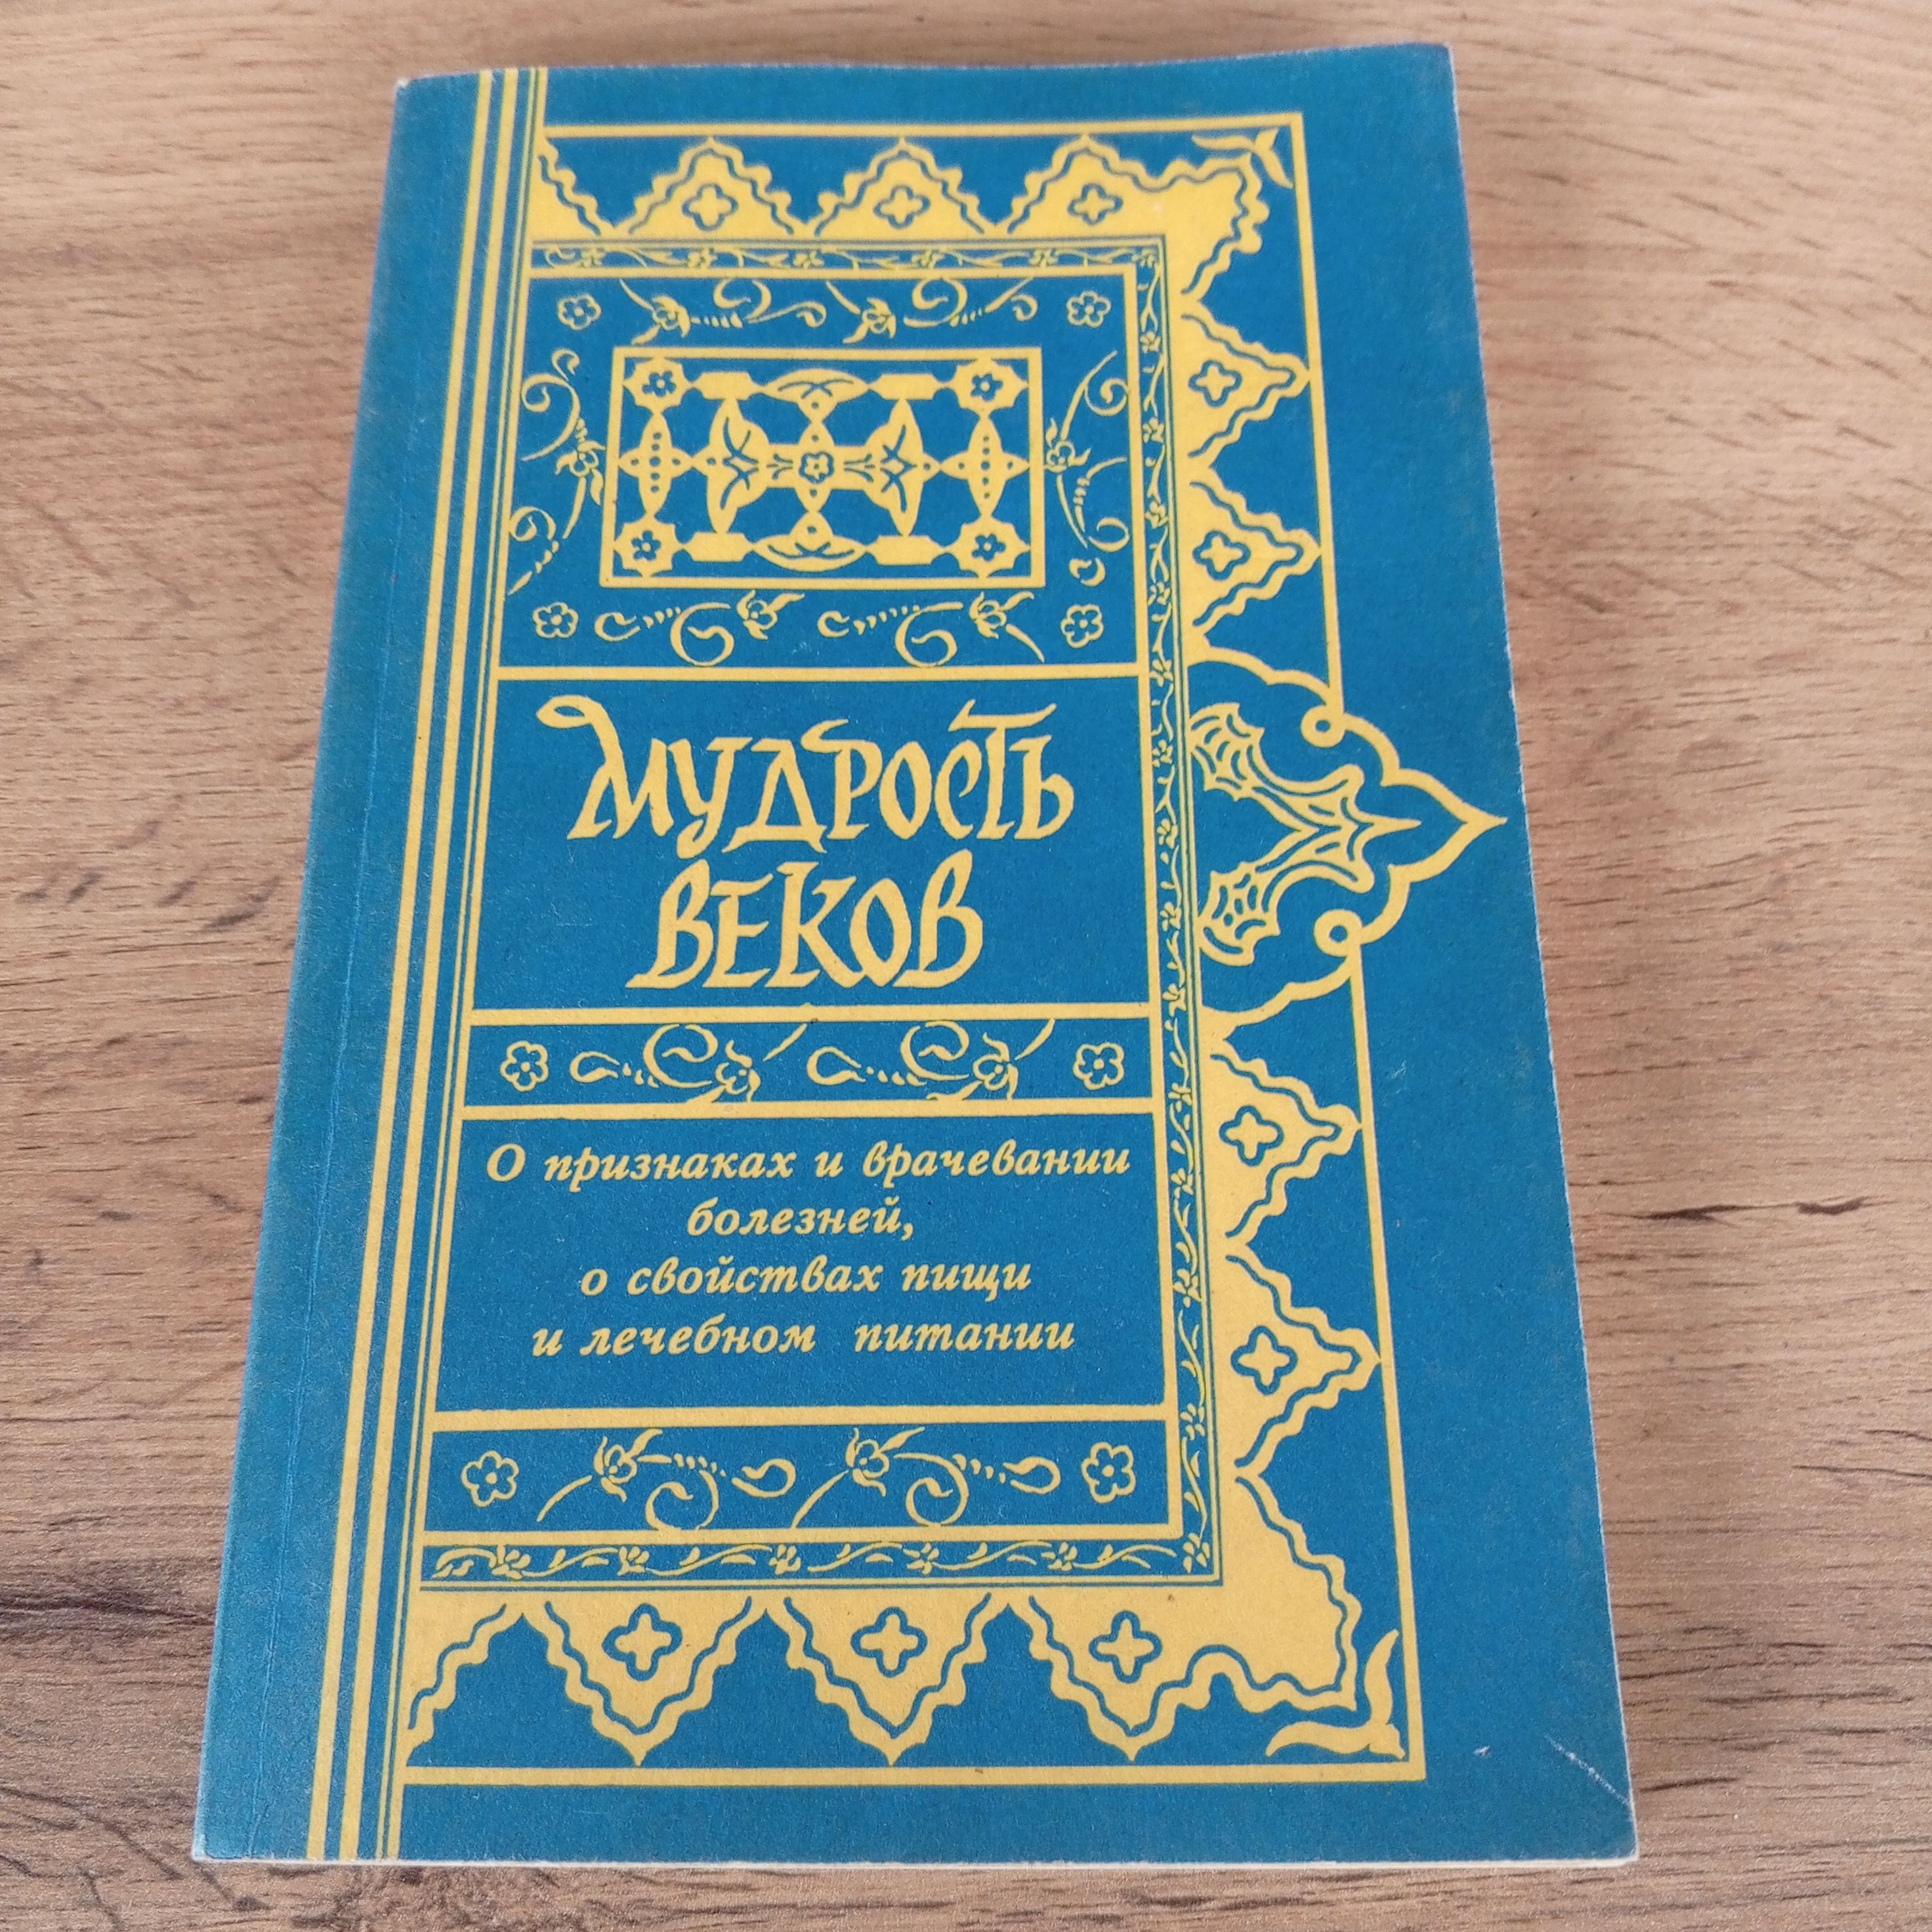 Мудрость
веков
О признаках и врачевании
болезней,
о свойствах пищи
и лечебном питании